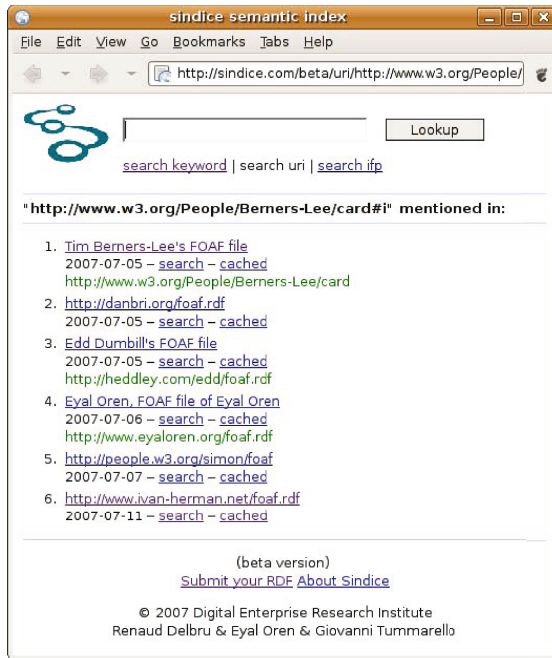 sindice semantic index
File Edit View Go Bookmarks Tabs Help
http://sindice.com/beta/uri/http://www.w3.org/People/
Lookup
search keyword | search uri | search ifp
"http://www.w3.org/People/Berners-Lee/card#i" mentioned in:
1. Tim Berners-Lee's FOAF file
2007-07-05 – search – cached
http://www.w3.org/People/Berners-Lee/card
2. http://danbri.org/foaf.rdf
2007-07-05 – search – cached
3. Edd Dumbill's FOAF file
2007-07-05 – search – cached
http://heddley.com/edd/foaf.rdf
4. Eyal Oren, FOAF file of Eyal Oren
2007-07-06 – search – cached
http://www.eyaloren.org/foaf.rdf
5. http://people.w3.org/simon/foaf
2007-07-07 – search – cached
6. http://www.ivan-herman.net/foaf.rdf
2007-07-11 – search – cached
(beta version)
Submit your RDF About Sindice
© 2007 Digital Enterprise Research Institute
Renaud Delbru & Eyal Oren & Giovanni Tummarello